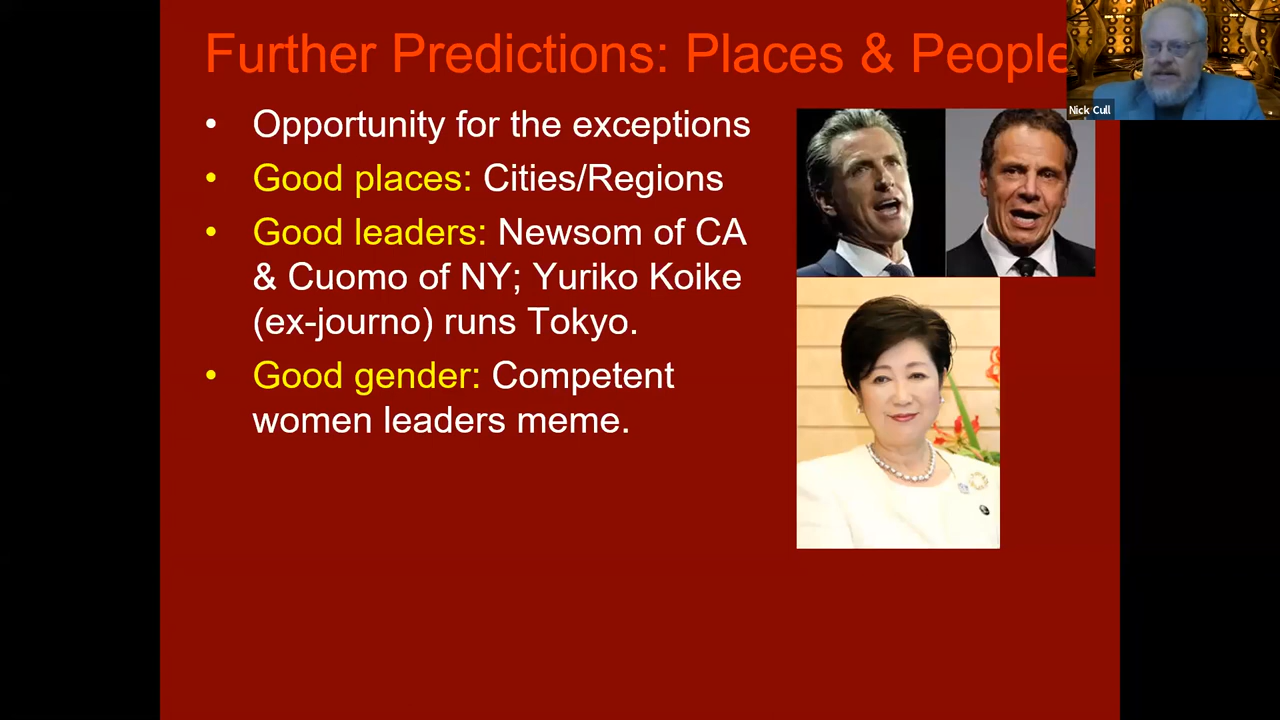 Further Predictions: Places & People
Nick Cull
• Opportunity for the exceptions
• Good places: Cities/Regions
• Good leaders: Newsom of CA
& Cuomo of NY; Yuriko Koike
(ex-journo) runs Tokyo.
• Good gender: Competent
women leaders meme.